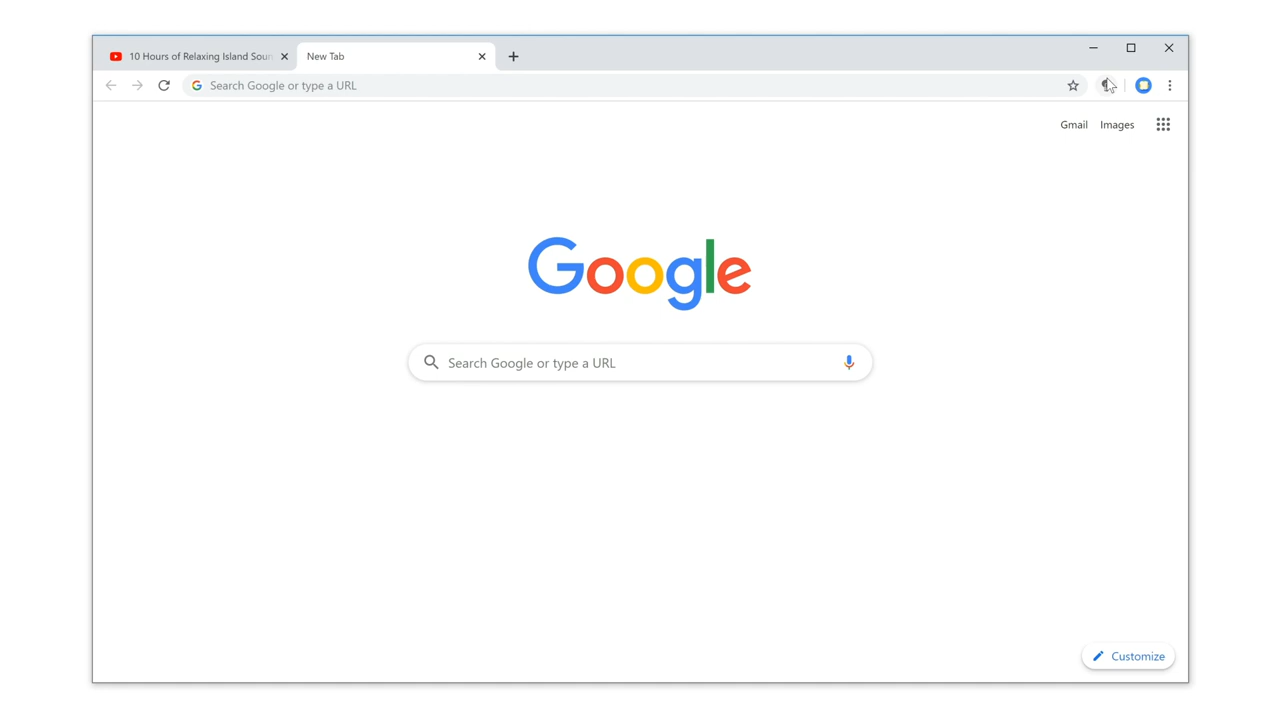 10 Hours of Relaxing Island Soun
New Tab
Search Google or type a URL
Gmail Images
Google
Search Google or type a URL
Customize